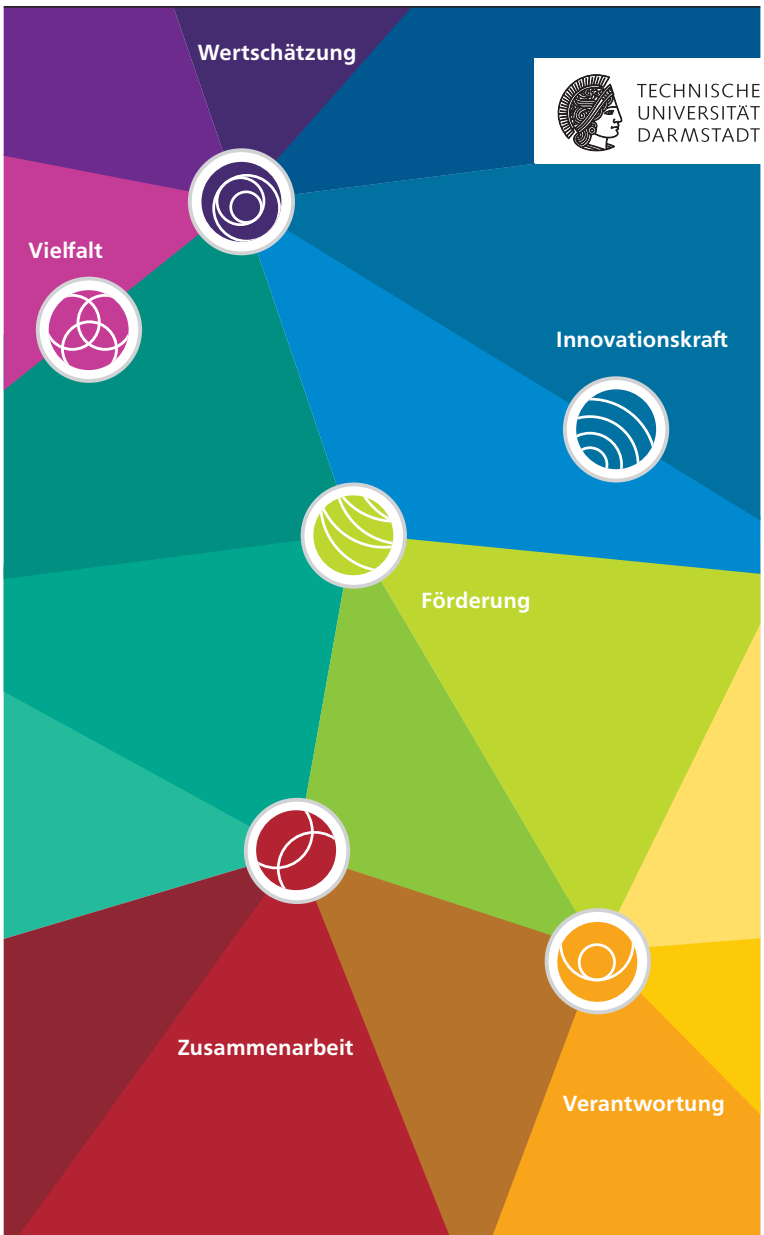 Wertschätzung
TECHNISCHE
UNIVERSITÄT
DARMSTADT
Vielfalt
Innovationskraft
Förderung
Zusammenarbeit
Verantwortung